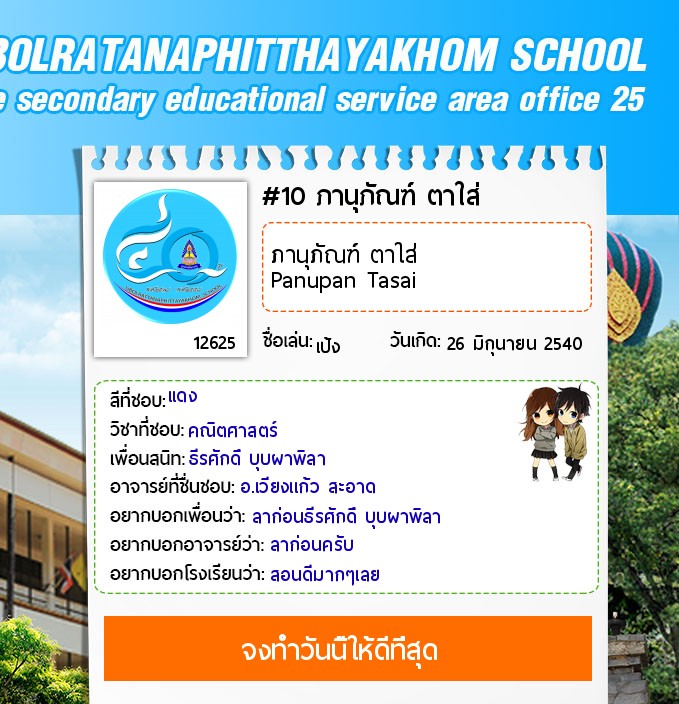 BOLRATANAPHITTHAYAKHOM SCHOOL
e secondary educational service area office 25
#10 ภานุภัณฑ์ ตาใส่
ภานุภัณฑ์ ตาใส่
Panupan Tasai
12625
ชื่อเล่น: เป้ง วันเกิด: 26 มิถุนายน 2540
สีที่ชอบ: แดง
วิชาที่ชอบ: คณิตศาสตร์
เพื่อนสนิท: ธีรศักดิ์ บุบผาพิลา
อาจารย์ที่ชื่นชอบ: อ.เวียงแก้ว สะอาด
อยากบอกเพื่อนว่า: ลาก่อนธีรศักดิ์ บุบผาพิลา
อยากบอกอาจารย์ว่า: ลาก่อนครับ
อยากบอกโรงเรียนว่า: สอนดีมากๆเลย
จงทำวันนี้ให้ดีที่สุด